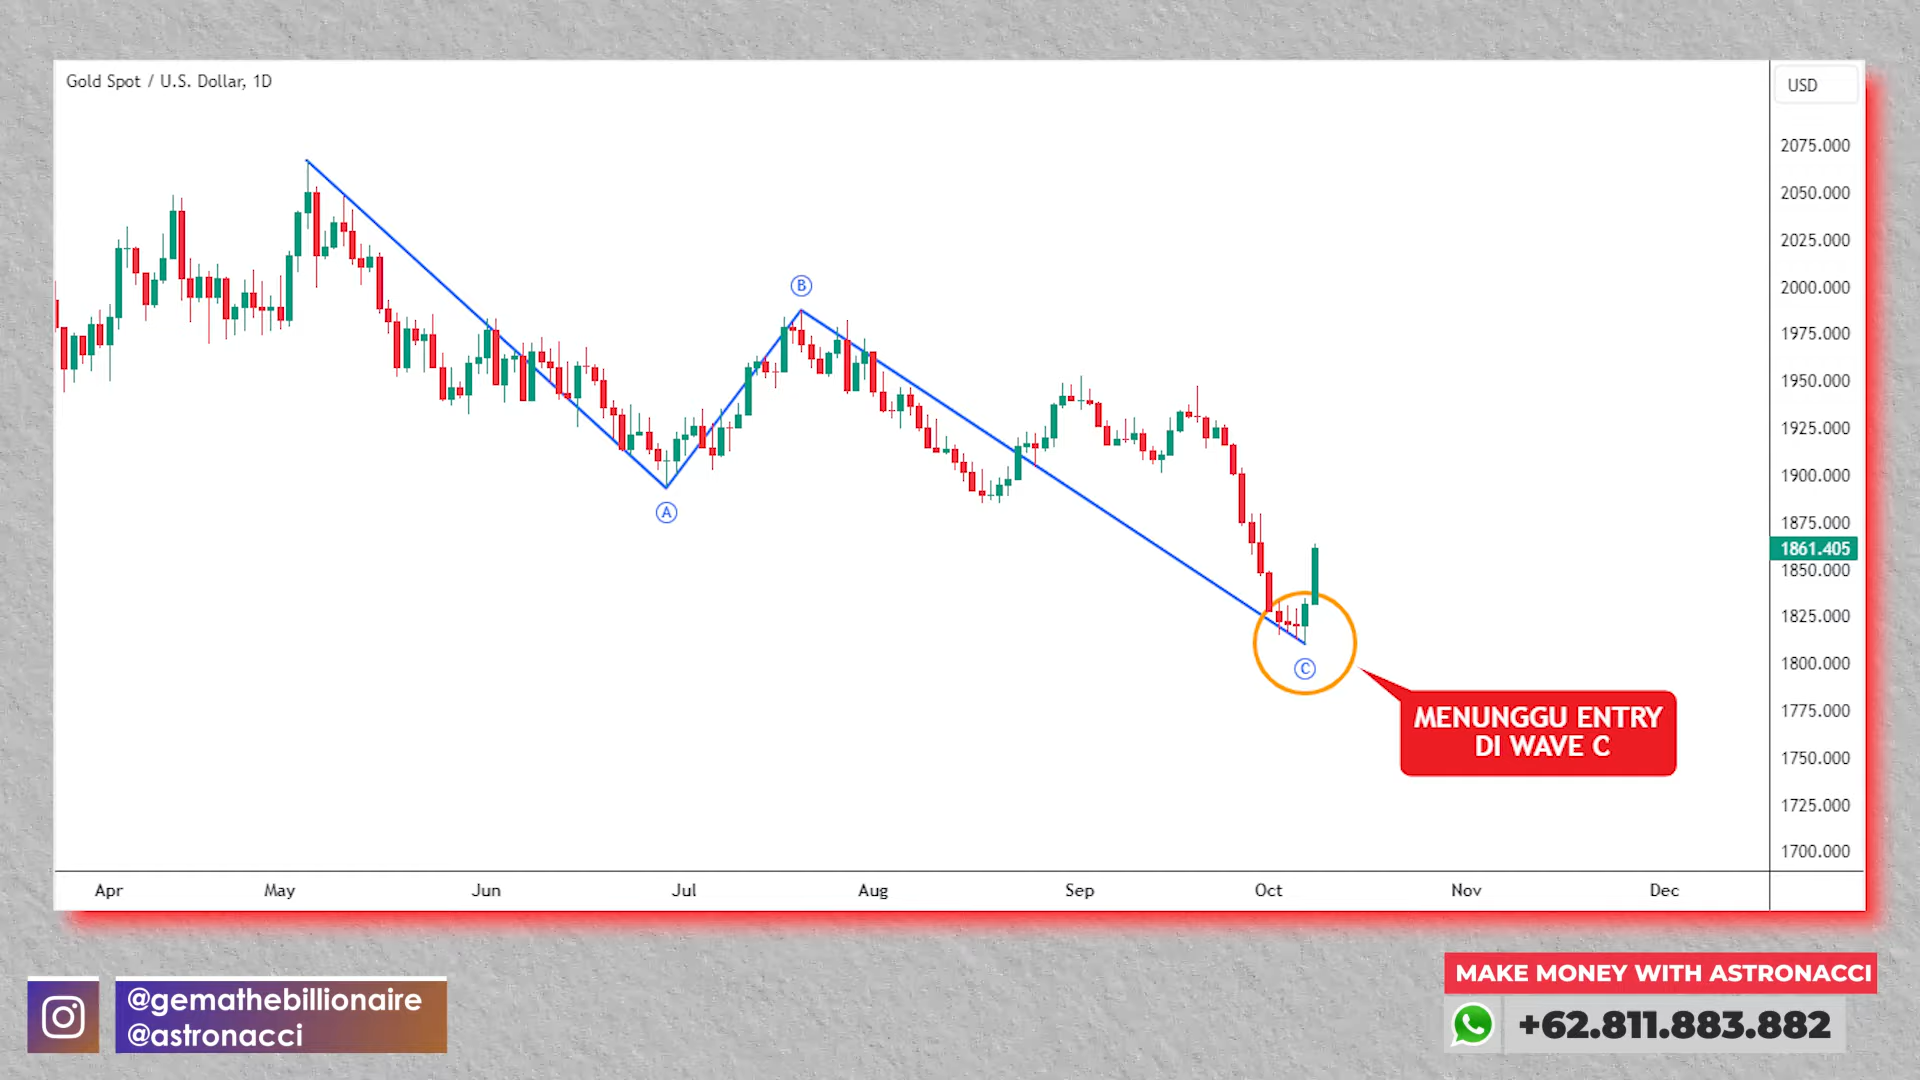 Gold Spot / U.S. Dollar, 1D
USD
2075.000
2050.000
2025.000
2000.000
1975.000
1950.000
1925.000
1900.000
1875.000
1861.405
1850.000
1825.000
1800.000
1775.000
1750.000
1725.000
1700.000
B
A
C
MENUNGGU ENTRY
DI WAVE C
Apr May Jun Jul Aug Sep Oct Nov Dec
@gemathebillionaire
@astronacci
MAKE MONEY WITH ASTRONACCI
+62.811.883.882